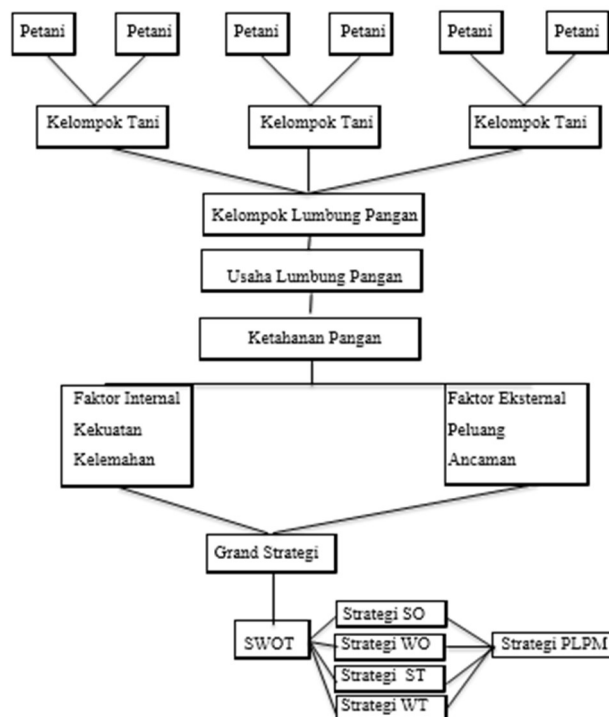 Petani
Petani
Petani
Petani
Petani
Petani
Kelompok Tani
Kelompok Tani
Kelompok Tani
Kelompok Lumbung Pangan
Usaha Lumbung Pangan
Ketahanan Pangan
Faktor Internal
Kekuatan
Kelemahan
Faktor Eksternal
Peluang
Ancaman
Grand Strategi
SWOT
Strategi SO
Strategi WO
Strategi ST
Strategi WT
Strategi PLPM